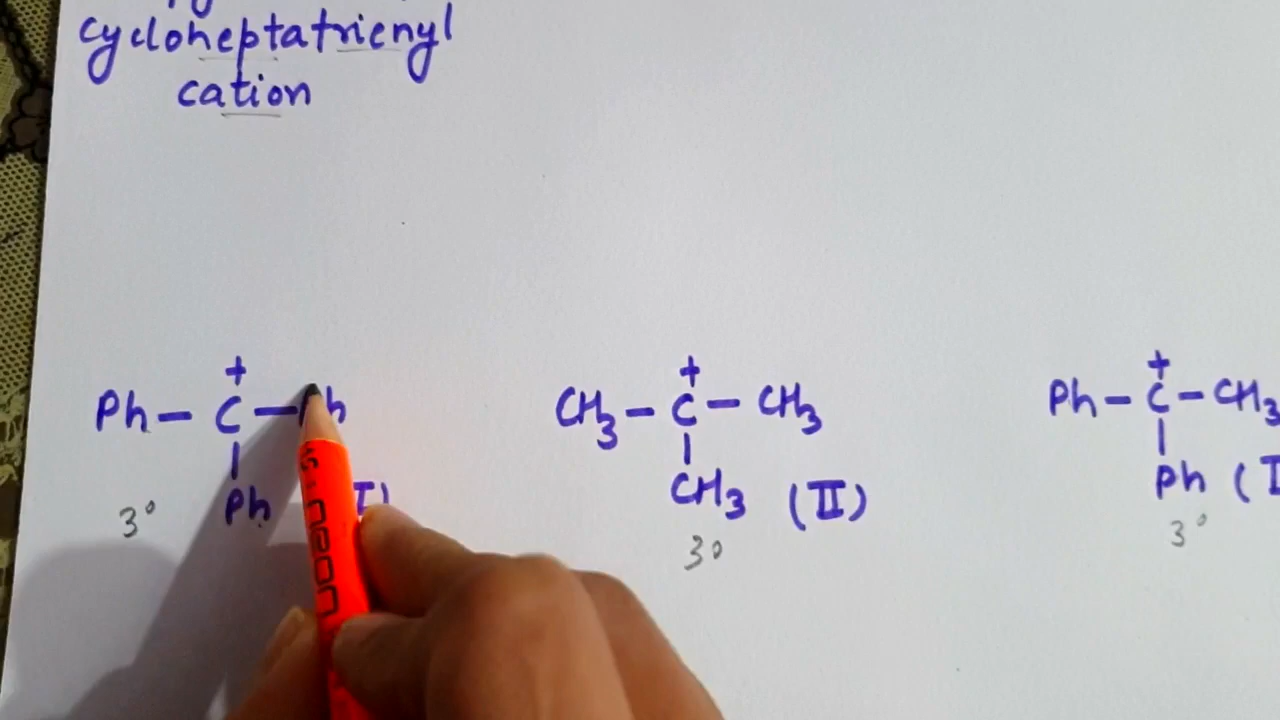 cycloheptatrienyl
cation
+
Ph – C – Ph
Ph
3°
+
CH3 – C – CH3
CH3 (II)
3°
+
Ph – C – CH3
Ph
3°